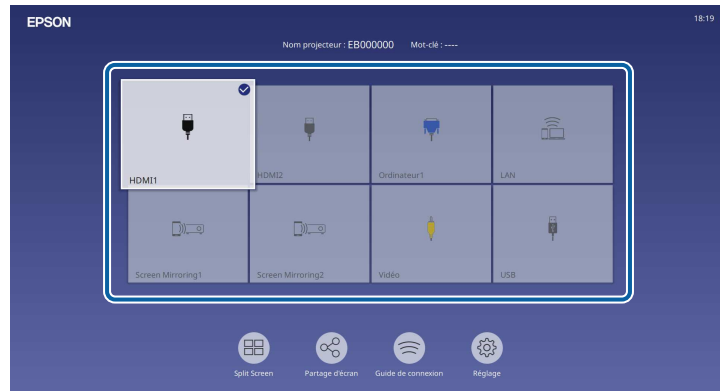 EPSON
18:19
Nom projecteur : EB000000 Mot-clé : ----
HDMI1
HDMI2
Ordinateur1
LAN
Screen Mirroring1
Screen Mirroring2
Vidéo
USB
Split Screen
Partage d'écran
Guide de connexion
Réglage